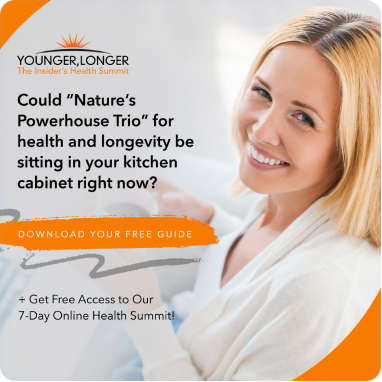 YOUNGER,LONGER
The Insider's Health Summit
Could “Nature’s
Powerhouse Trio” for
health and longevity be
sitting in your kitchen
cabinet right now?
DOWNLOAD YOUR FREE GUIDE
+ Get Free Access to Our
7-Day Online Health Summit!